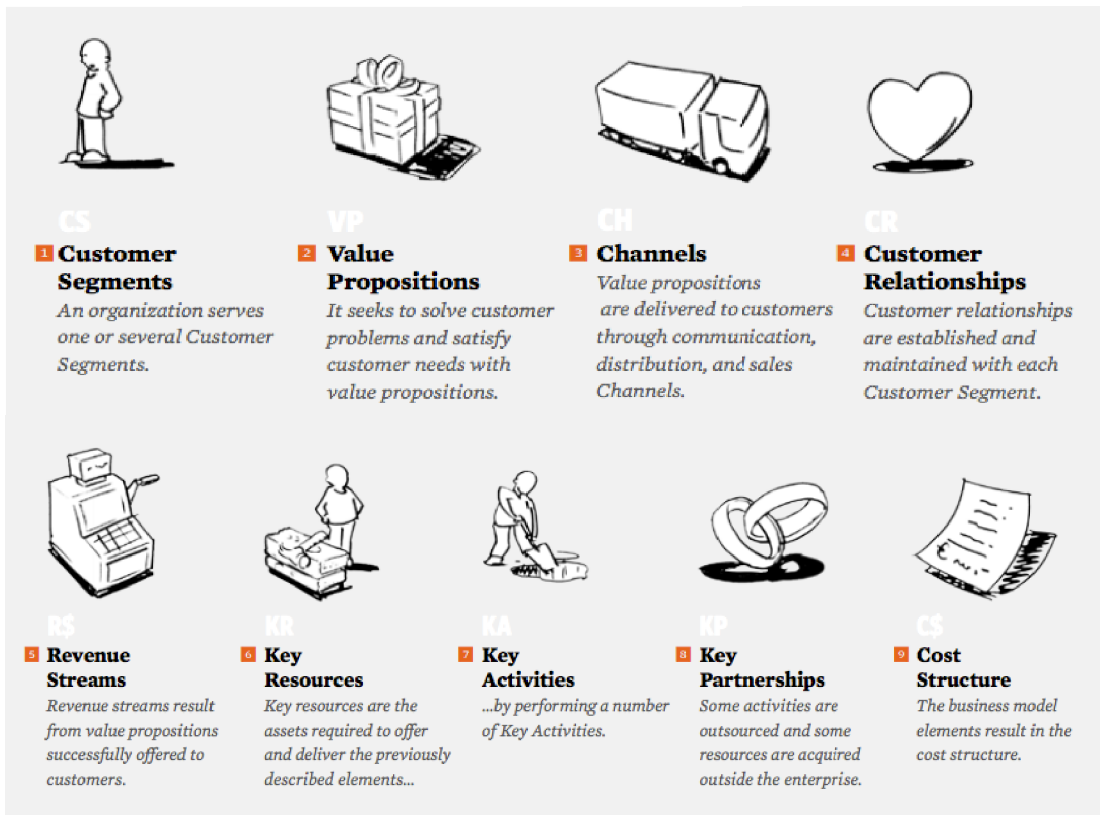 CS
1 Customer
Segments
An organization serves
one or several Customer
Segments.
VP
2 Value
Propositions
It seeks to solve customer
problems and satisfy
customer needs with
value propositions.
CH
3 Channels
Value propositions
are delivered to customers
through communication,
distribution, and sales
Channels.
CR
4 Customer
Relationships
Customer relationships
are established and
maintained with each
Customer Segment.
R$
5 Revenue
Streams
Revenue streams result
from value propositions
successfully offered to
customers.
KR
6 Key
Resources
Key resources are the
assets required to offer
and deliver the previously
described elements...
KA
7 Key
Activities
...by performing a number
of Key Activities.
KP
8 Key
Partnerships
Some activities are
outsourced and some
resources are acquired
outside the enterprise.
C$
9 Cost
Structure
The business model
elements result in the
cost structure.